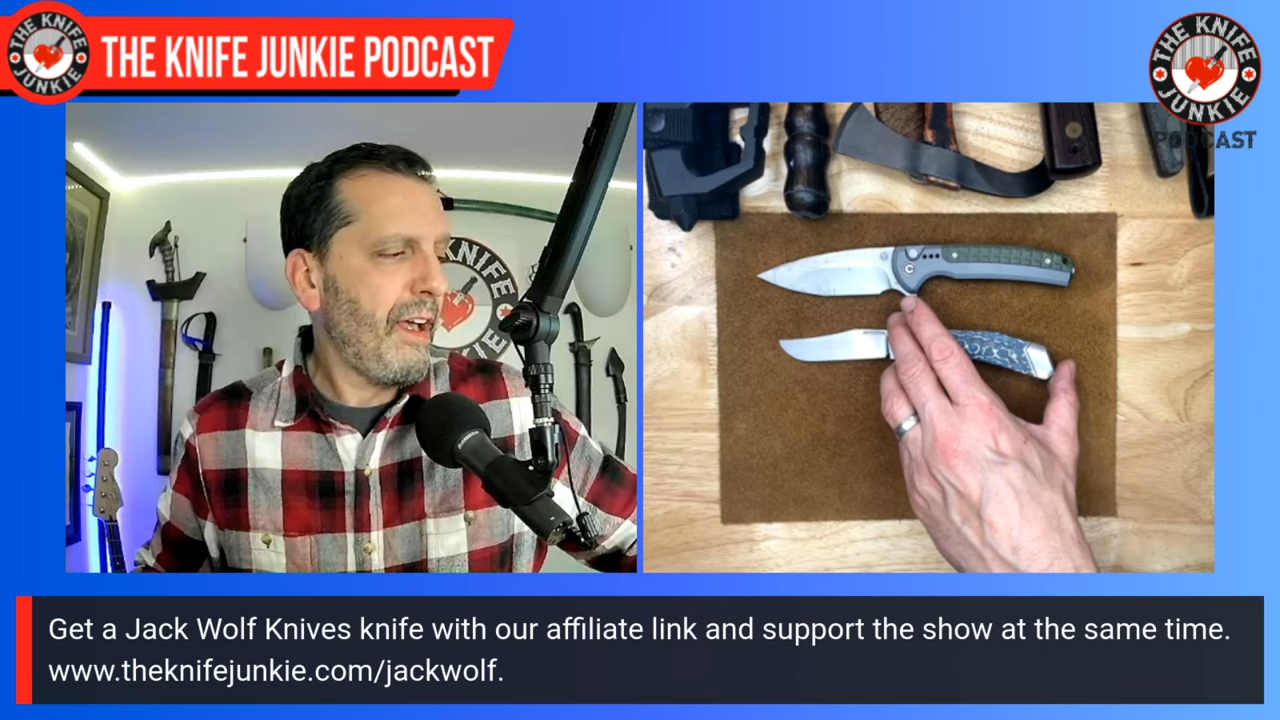 THE KNIFE
JUNKIE
THE KNIFE JUNKIE PODCAST
THE KNIFE
JUNKIE
PODCAST
KNIFE
Get a Jack Wolf Knives knife with our affiliate link and support the show at the same time.
www.theknifejunkie.com/jackwolf.